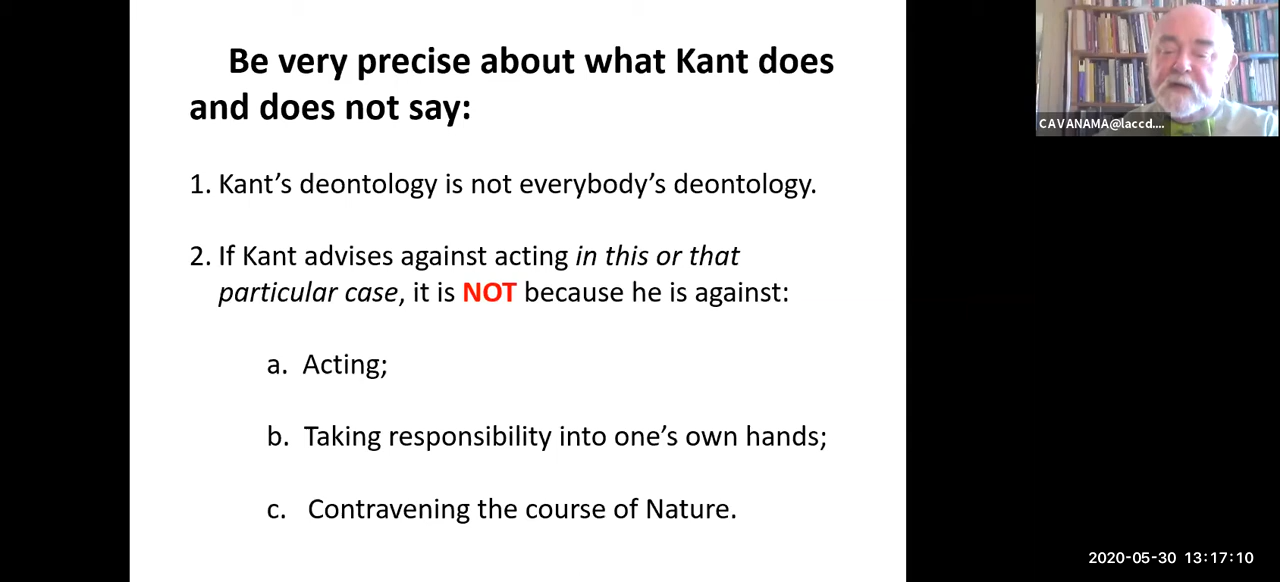 Be very precise about what Kant does
and does not say:
1. Kant’s deontology is not everybody’s deontology.
2. If Kant advises against acting in this or that
particular case, it is NOT because he is against:
a. Acting;
b. Taking responsibility into one’s own hands;
c. Contravening the course of Nature.
CAVANAMA@laccd....
2020-05-30 13:17:10